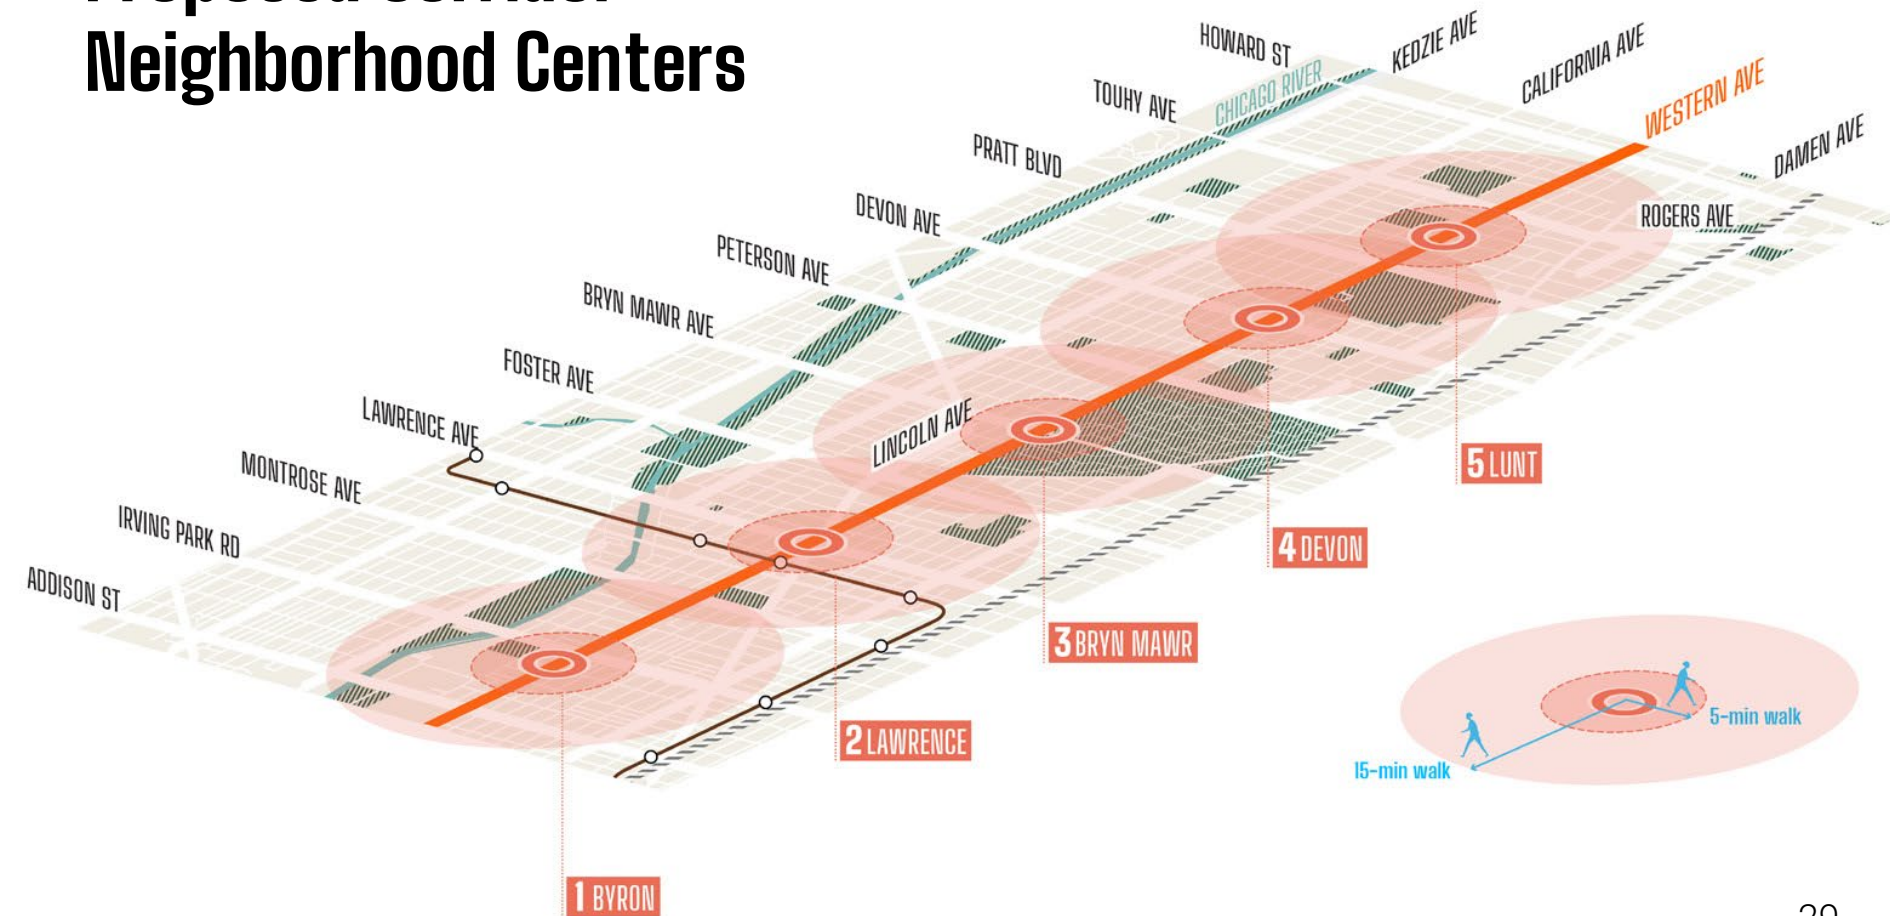 Proposed Corridor
Neighborhood Centers
HOWARD ST
KEDZIE AVE
CALIFORNIA AVE
WESTERN AVE
DAMEN AVE
TOUHY AVE
CHICAGO RIVER
PRATT BLVD
DEVON AVE
ROGERS AVE
PETERSON AVE
BRYN MAWR AVE
FOSTER AVE
LAWRENCE AVE
LINCOLN AVE
MONTROSE AVE
IRVING PARK RD
ADDISON ST
5 LUNT
4 DEVON
3 BRYN MAWR
2 LAWRENCE
1 BYRON
5-min walk
15-min walk